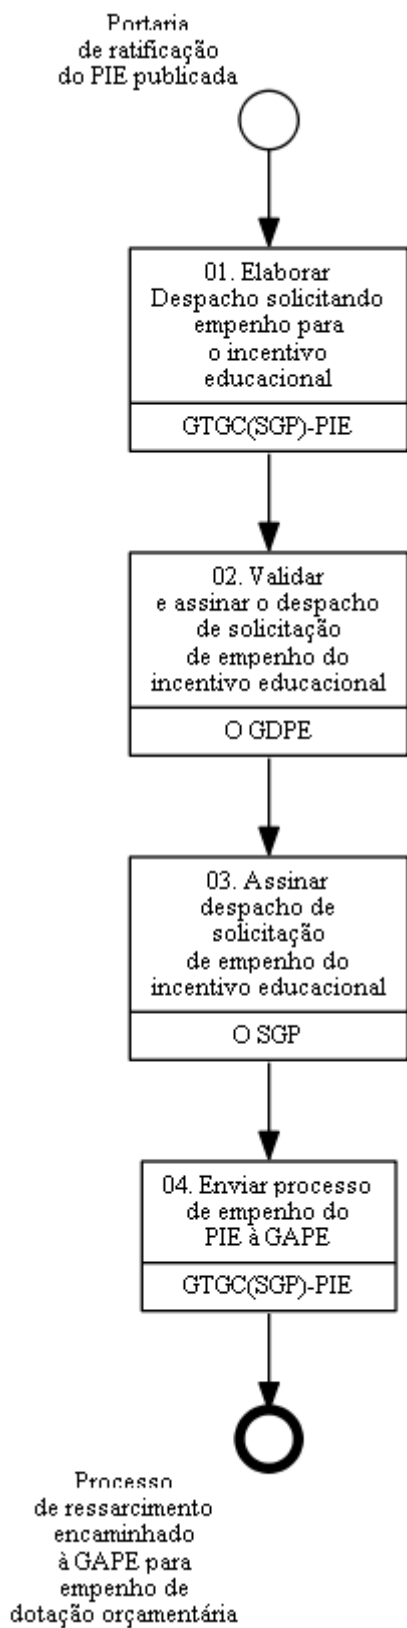 Portaria
de ratificação
do PIE publicada
01. Elaborar
Despacho solicitando
empenho para
o incentivo
educacional
GTGC(SGP)-PIE
02. Validar
e assinar o despacho
de solicitação
de empenho do
incentivo educacional
O GDPE
03. Assinar
despacho de
solicitação
de empenho do
incentivo educacional
O SGP
04. Enviar processo
de empenho do
PIE à GAPE
GTGC(SGP)-PIE
Processo
de ressarcimento
encaminhado
à GAPE para
empenho de
dotação orçamentária